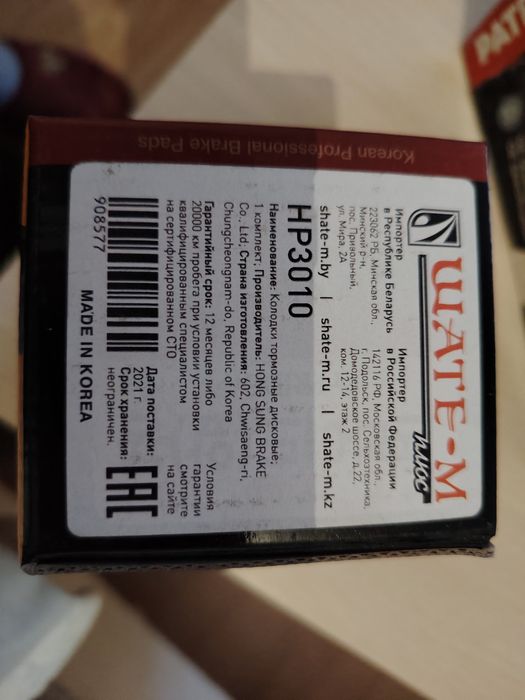 Korean Professional Brake Pads
ШАТЕ-М
плюс
Импортер
в Республике Беларусь
223062 РБ, Минская обл.,
Минский р-н,
пос. Привольный,
ул. Мира, 2А
Импортер
в Российской Федерации
142116 РФ, Московская обл.,
г. Подольск, пос. Сельхозтехника,
Домодедовское шоссе, д.22,
ком. 12-14, этаж 2
shate-m.by | shate-m.ru | shate-m.kz
HP3010
Наименование: Колодки тормозные дисковые;
1 комплект; Производитель: HONG SUNG BRAKE
Co., Ltd; Страна изготовления: 602, Chwisaeng-ri,
Chungcheongnam-do, Republic of Korea
Гарантийный срок: 12 месяцев либо
20000 км пробега при условии установки
квалифицированным специалистом
на сертифицированном СТО
Условия
гарантии
смотрите
на сайте
908577
Дата поставки:
2021 г.
Срок хранения:
неограничен.
EAC
MADE IN KOREA
PAT